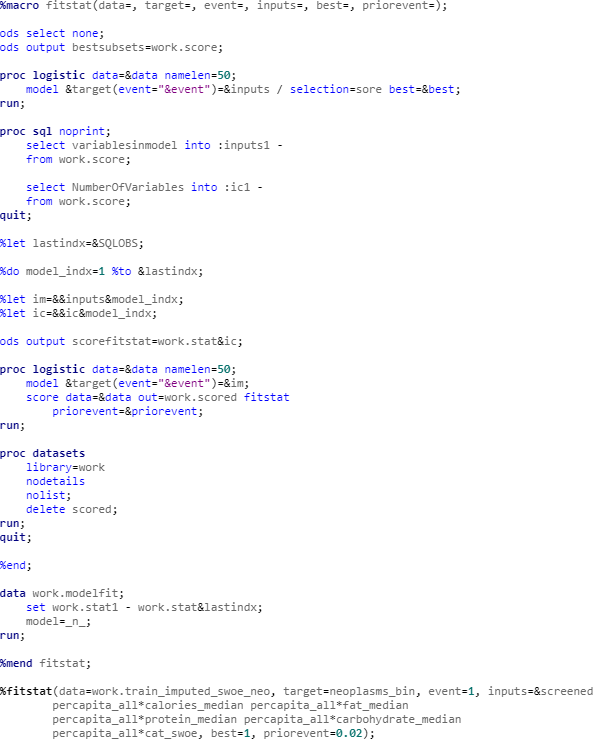 %macro fitstat(data=, target=, event=, inputs=, best=, priorevent=);
ods select none;
ods output bestsubsets=work.score;
proc logistic data=&data namelen=50;
model &target(event="&event")=&inputs / selection=sore best=&best;
run;
proc sql noprint;
select variablesinmodel into :inputs1 -
from work.score;
select NumberOfVariables into :ic1 -
from work.score;
quit;
%let lastindx=&SQLOBS;
%do model_indx=1 %to &lastindx;
%let im=&&inputs&model_indx;
%let ic=&&ic&model_indx;
ods output scorefitstat=work.stat&ic;
proc logistic data=&data namelen=50;
model &target(event="&event")=&im;
score data=&data out=work.scored fitstat
priorevent=&priorevent;
run;
proc datasets
library=work
nodetails
nolist;
delete scored;
run;
quit;
%end;
data work.modelfit;
set work.stat1 - work.stat&lastindx;
model=_n_;
run;
%mend fitstat;
%fitstat(data=work.train_imputed_swoe_neo, target=neoplasms_bin, event=1, inputs=&screened
percapita_all*calories_median percapita_all*fat_median
percapita_all*protein_median percapita_all*carbohydrate_median
percapita_all*cat_swoe, best=1, priorevent=0.02);